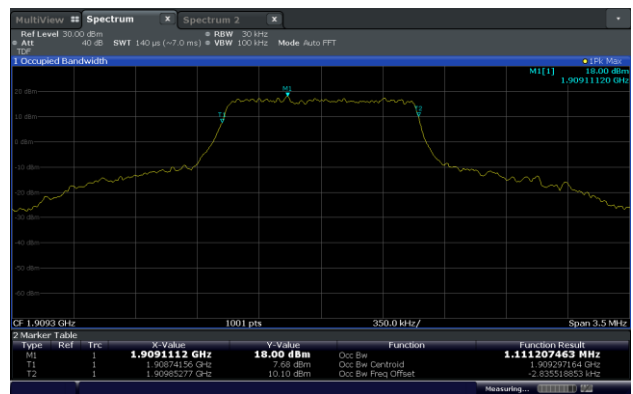 MultiView Spectrum X Spectrum 2 X
Ref Level 30.00 dBm RBW 30 kHz
Att 40 dB SWT 140 µs (~7.0 ms) VBW 100 kHz Mode Auto FFT
TDF
1 Occupied Bandwidth 1Pk Max
M1[1] 18.00 dBm
1.90911120 GHz
20 dBm
M1
T1
T2
10 dBm
0 dBm
-10 dBm
-20 dBm
-30 dBm
-40 dBm
-50 dBm
-60 dBm
CF 1.9093 GHz 1001 pts 350.0 kHz/ Span 3.5 MHz
2 Marker Table
Type Ref Trc X-Value Y-Value Function Function Result
M1 1 1.9091112 GHz 18.00 dBm Occ Bw 1.111207463 MHz
T1 1 1.90874156 GHz 7.68 dBm Occ Bw Centroid 1.909297164 GHz
T2 1 1.90985277 GHz 10.10 dBm Occ Bw Freq Offset -2.835518853 kHz
Measuring...